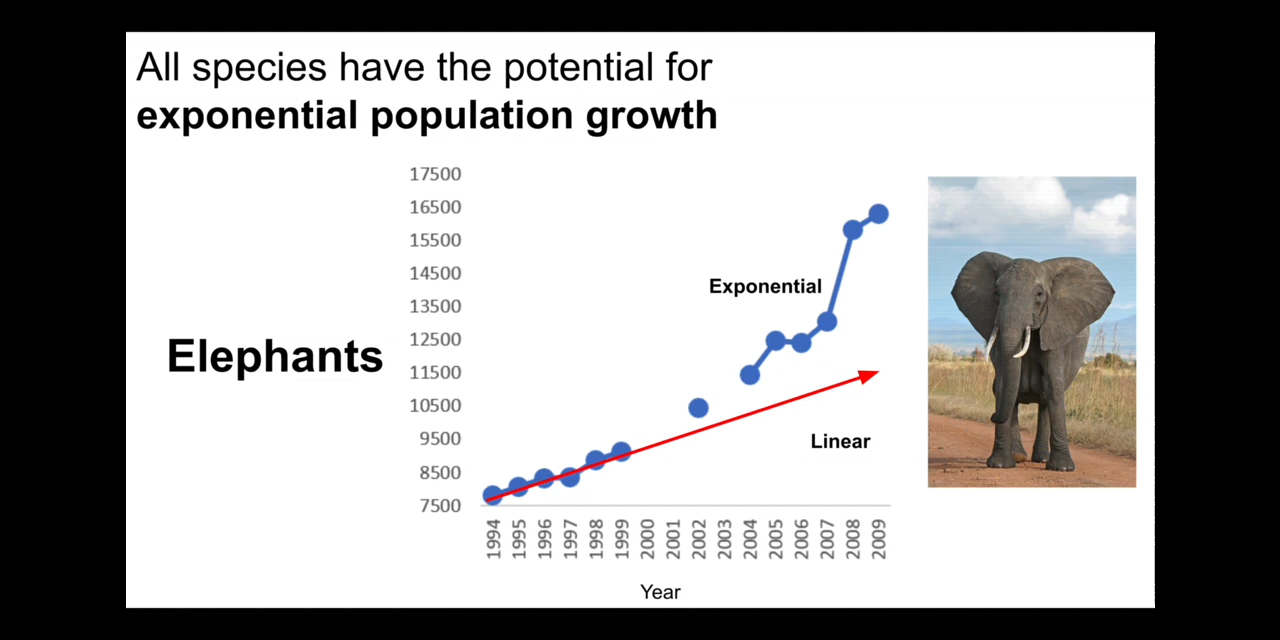 All species have the potential for
exponential population growth
17500
16500
15500
14500
13500
12500
11500
10500
9500
8500
7500
Elephants
Exponential
Linear
1994 1995 1996 1997 1998 1999 2000 2001 2002 2003 2004 2005 2006 2007 2008 2009
Year